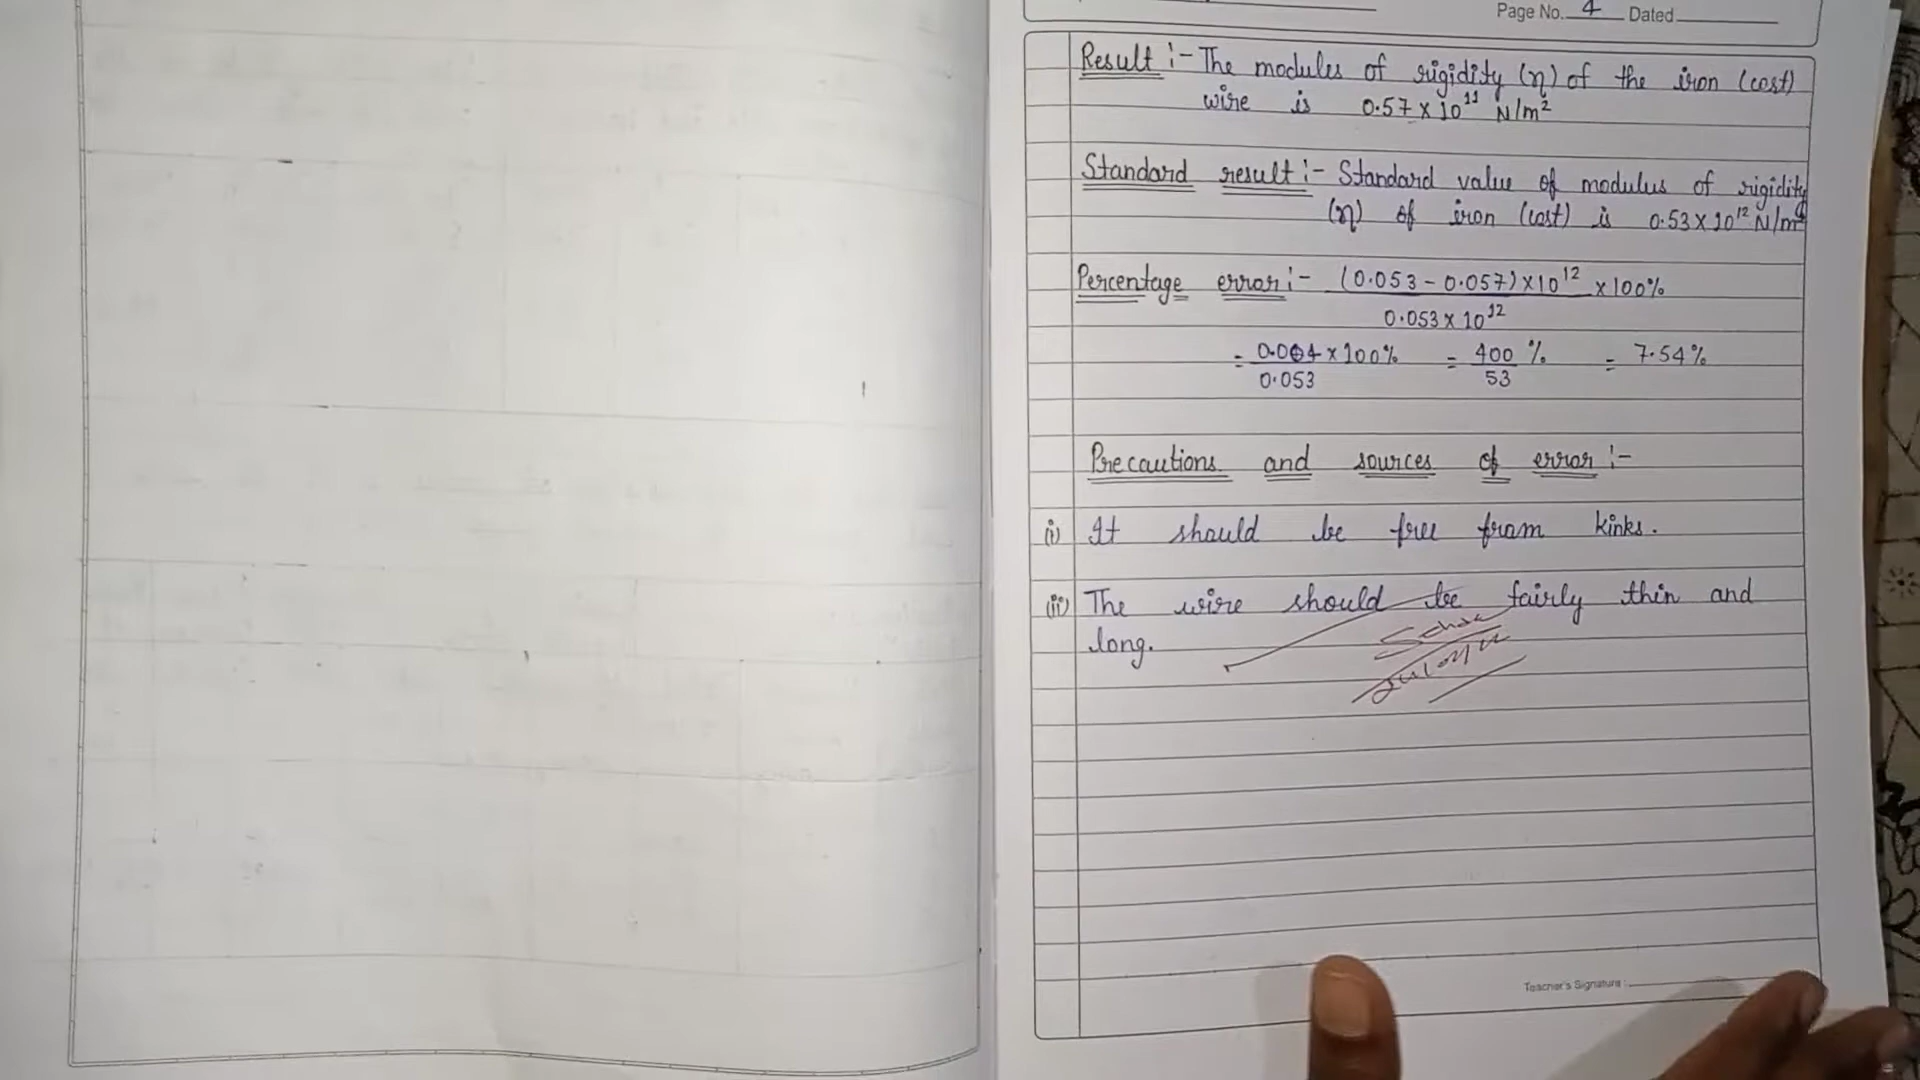 Page No. 4 Dated
Result :- The modules of rigidity (η) of the iron (cost)
wire is 0.57 x 10¹¹ N/m²
Standard result :- Standard value of modulus of rigidity
(η) of iron (cost) is 0.53 x 10¹² N/m²
Percentage error :- (0.053 - 0.057) x 10¹² x 100%
0.053 x 10¹²
= 0.004 x 100% = 400 % = 7.54%
0.053 53
Precautions and sources of error :-
(i) It should be free from kinks.
(ii) The wire should be fairly thin and
long.
Teacher's Signature :